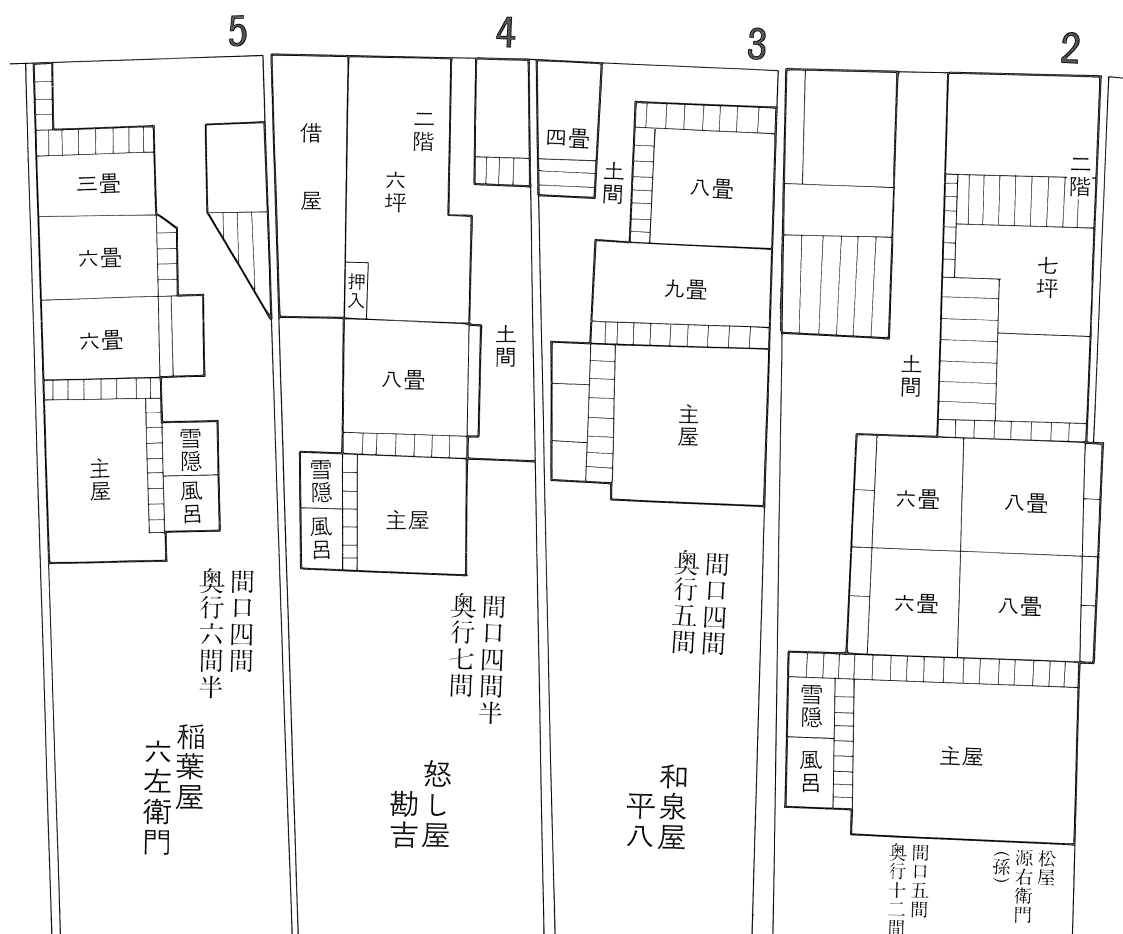 2
二階
七坪
土間
六畳
八畳
六畳
八畳
雪隠
風呂
主屋
松屋
源右衛門
(孫)
間口五間
奥行十二間
3
四畳
土間
八畳
九畳
主屋
間口四間
奥行五間
和泉屋
平八
4
借屋
二階
六坪
押入
土間
八畳
雪隠
風呂
主屋
間口四間半
奥行七間
怒し屋
勘吉
5
三畳
六畳
六畳
主屋
雪隠
風呂
間口四間
奥行六間半
稲葉屋
六左衛門